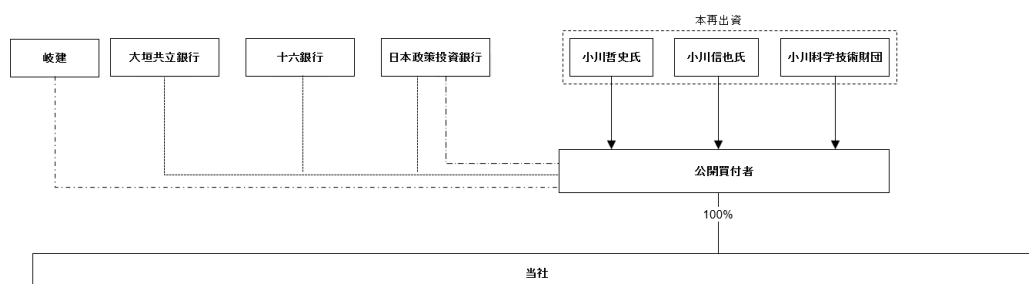 本再出資
岐建
大垣共立銀行
十六銀行
日本政策投資銀行
小川哲史氏
小川信也氏
小川科学技術財団
公開買付者
100%
当社